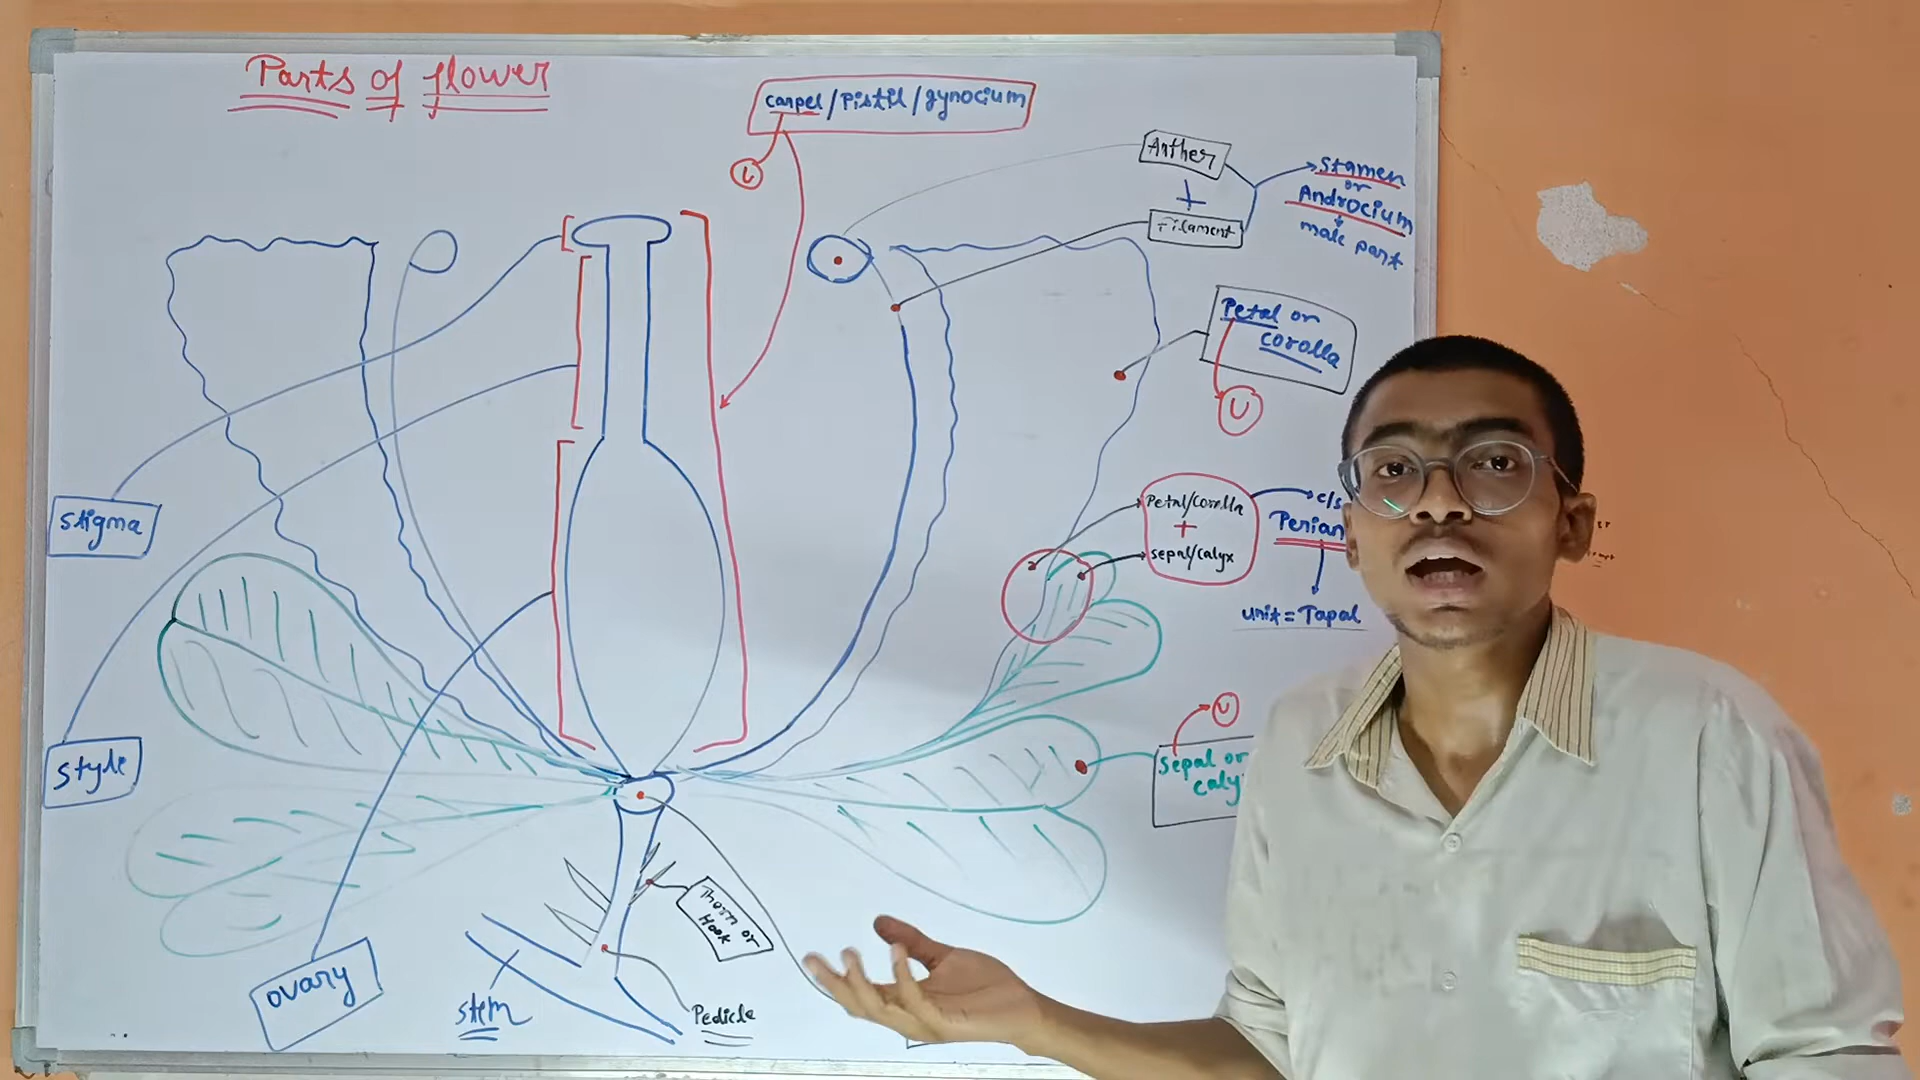 Parts of flower
carpel/Pistil/gynocium
U
Anther
+
Filament
Stamen
or
Androcium
male part
Petal or
corolla
U
Petal/corolla
+
sepal/calyx
c/s
Perian
unit = Tapal
U
Sepal or
caly
Stigma
Style
ovary
stem
Thorn or
Hook
Pedicle